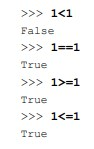 >>> 1<1
False
>>> 1==1
True
>>> 1>=1
True
>>> 1<=1
True